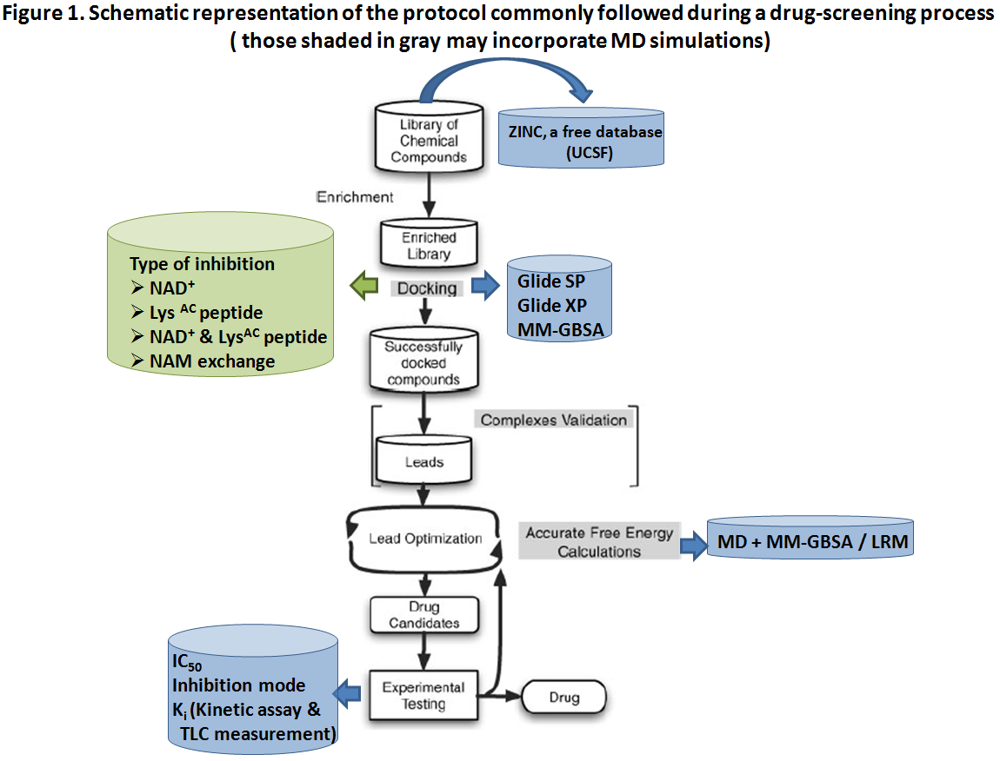 Figure 1. Schematic representation of the protocol commonly followed during a drug-screening process
( those shaded in gray may incorporate MD simulations)
Library of
Chemical
Compounds
ZINC, a free database
(UCSF)
Enrichment
Enriched
Library
Type of inhibition
➢ NAD⁺
➢ Lys ᴬᶜ peptide
➢ NAD⁺ & Lysᴬᶜ peptide
➢ NAM exchange
Docking
Glide SP
Glide XP
MM-GBSA
Successfully
docked
compounds
Complexes Validation
Leads
Lead Optimization
Accurate Free Energy
Calculations
MD + MM-GBSA / LRM
Drug
Candidates
IC₅₀
Inhibition mode
Kᵢ (Kinetic assay &
TLC measurement)
Experimental
Testing
Drug